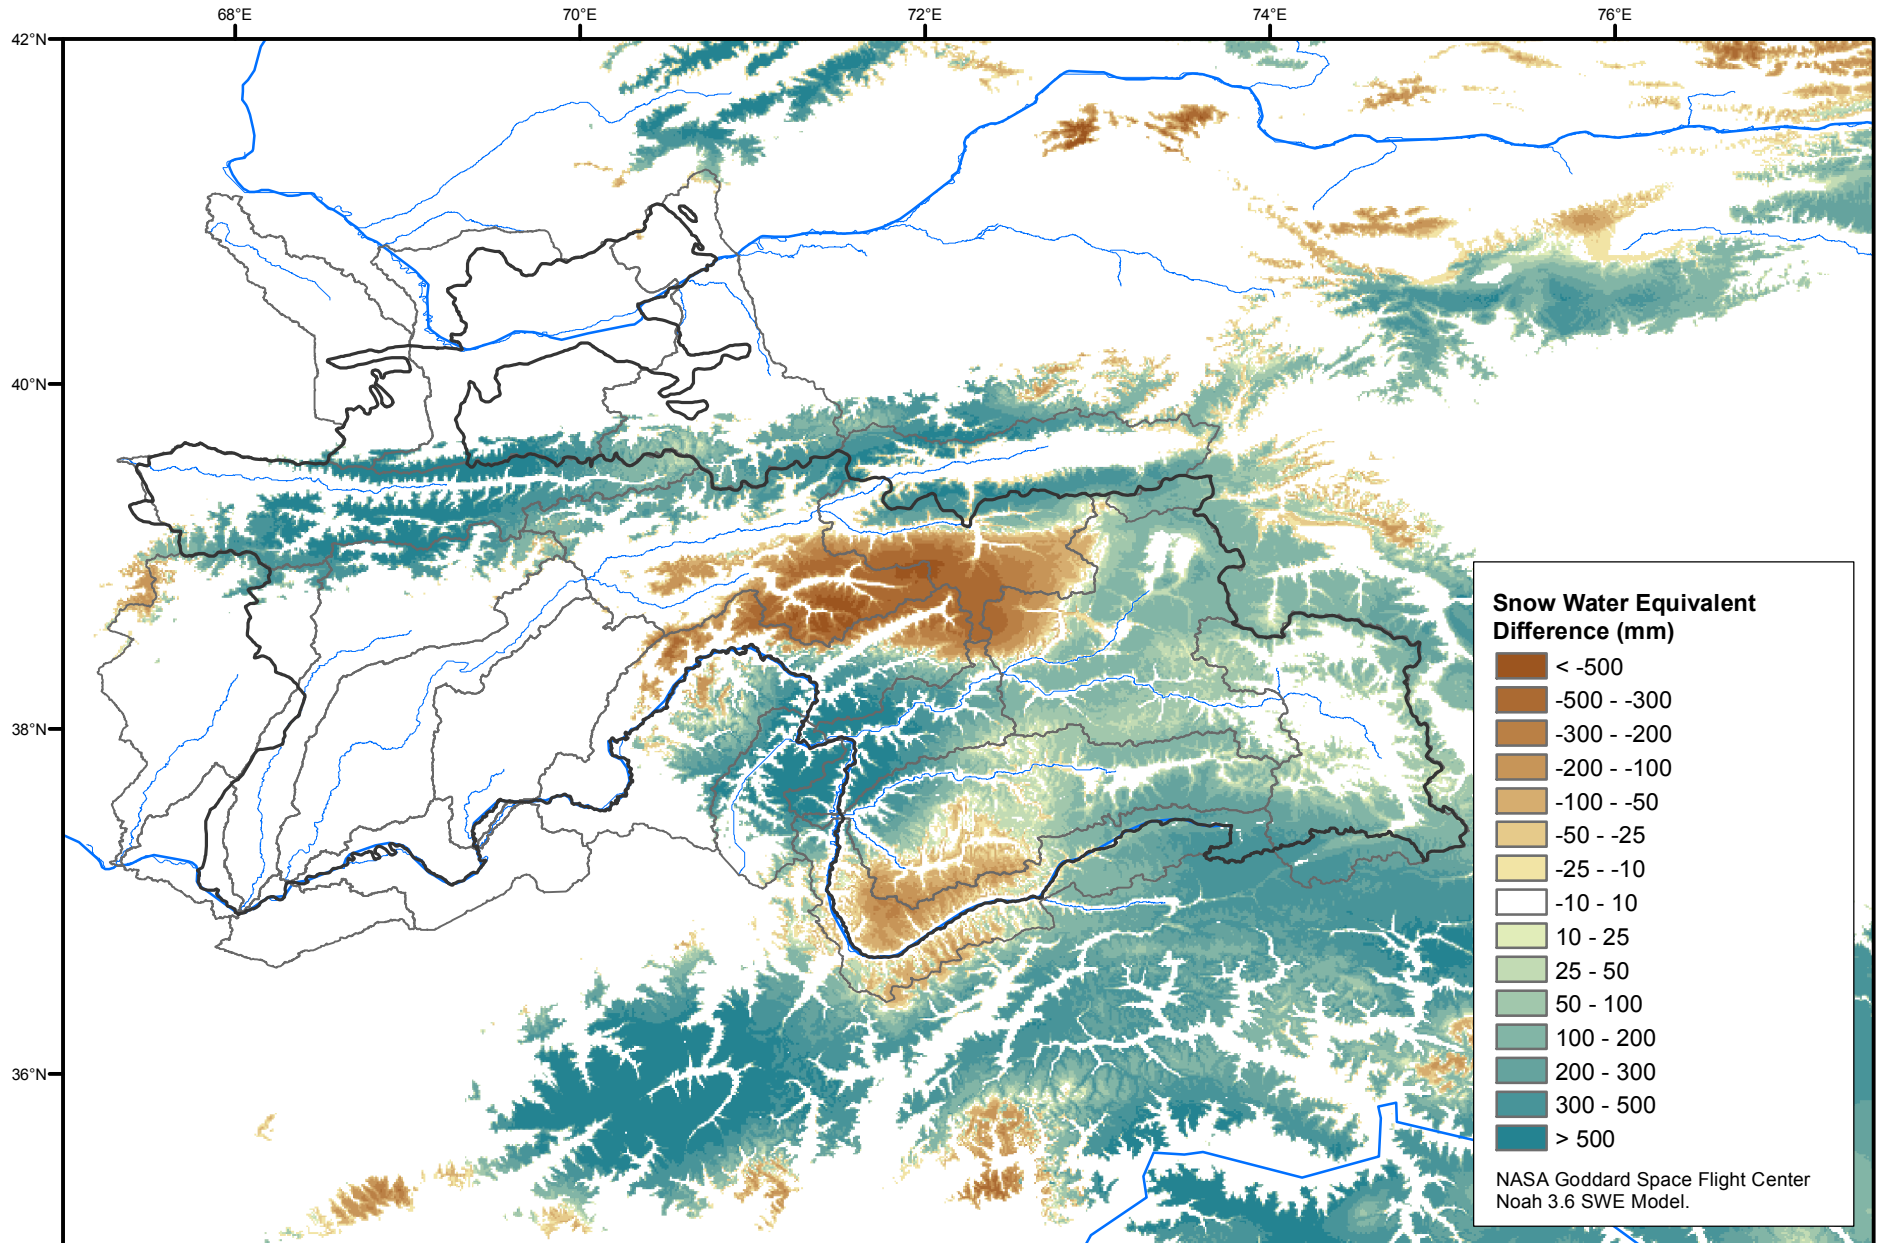 68°E 70°E 72°E 74°E 76°E
42°N
40°N
38°N
36°N
Snow Water Equivalent
Difference (mm)
< -500
-500 - -300
-300 - -200
-200 - -100
-100 - -50
-50 - -25
-25 - -10
-10 - 10
10 - 25
25 - 50
50 - 100
100 - 200
200 - 300
300 - 500
> 500
NASA Goddard Space Flight Center
Noah 3.6 SWE Model.